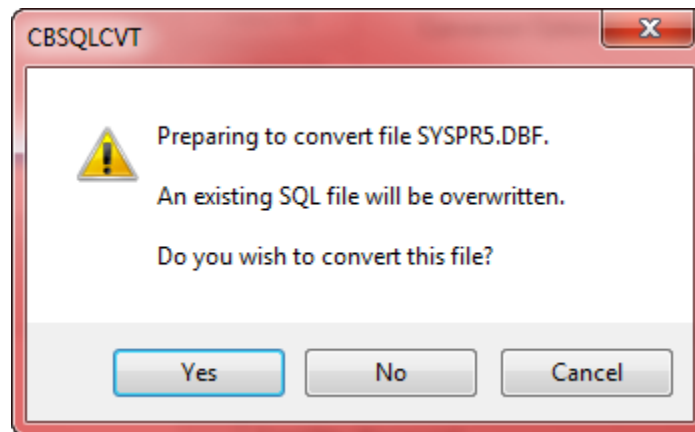 CBSQLCVT
Preparing to convert file SYSPR5.DBF.
An existing SQL file will be overwritten.
Do you wish to convert this file?
Yes No Cancel